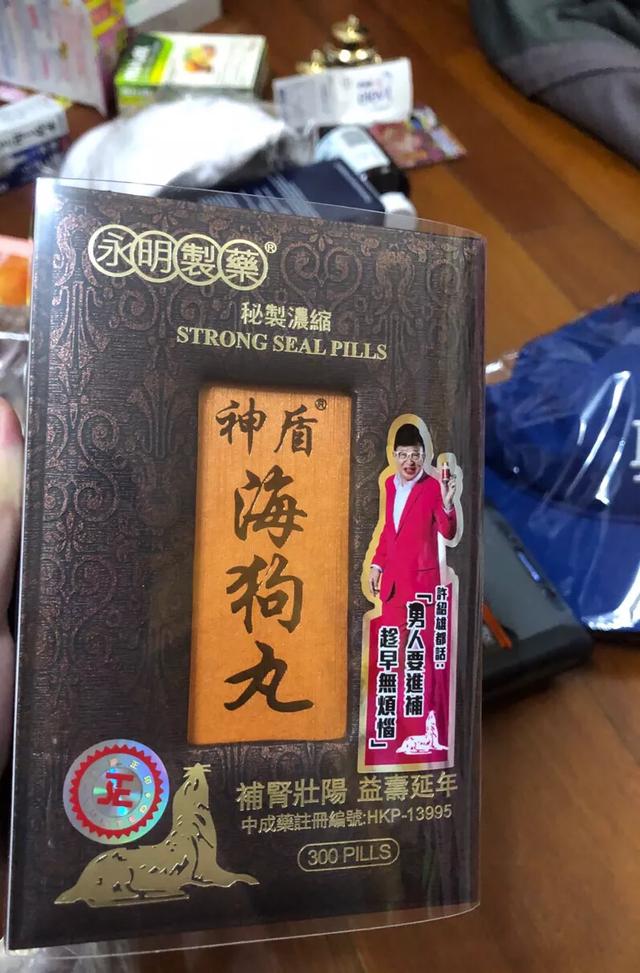 永明製藥®
秘製濃縮
STRONG SEAL PILLS
神盾®
海狗丸
許紹雄都話:
「男人要進補
趁早無煩惱」
正
補腎壯陽 益壽延年
中成藥註冊編號:HKP-13995
300 PILLS